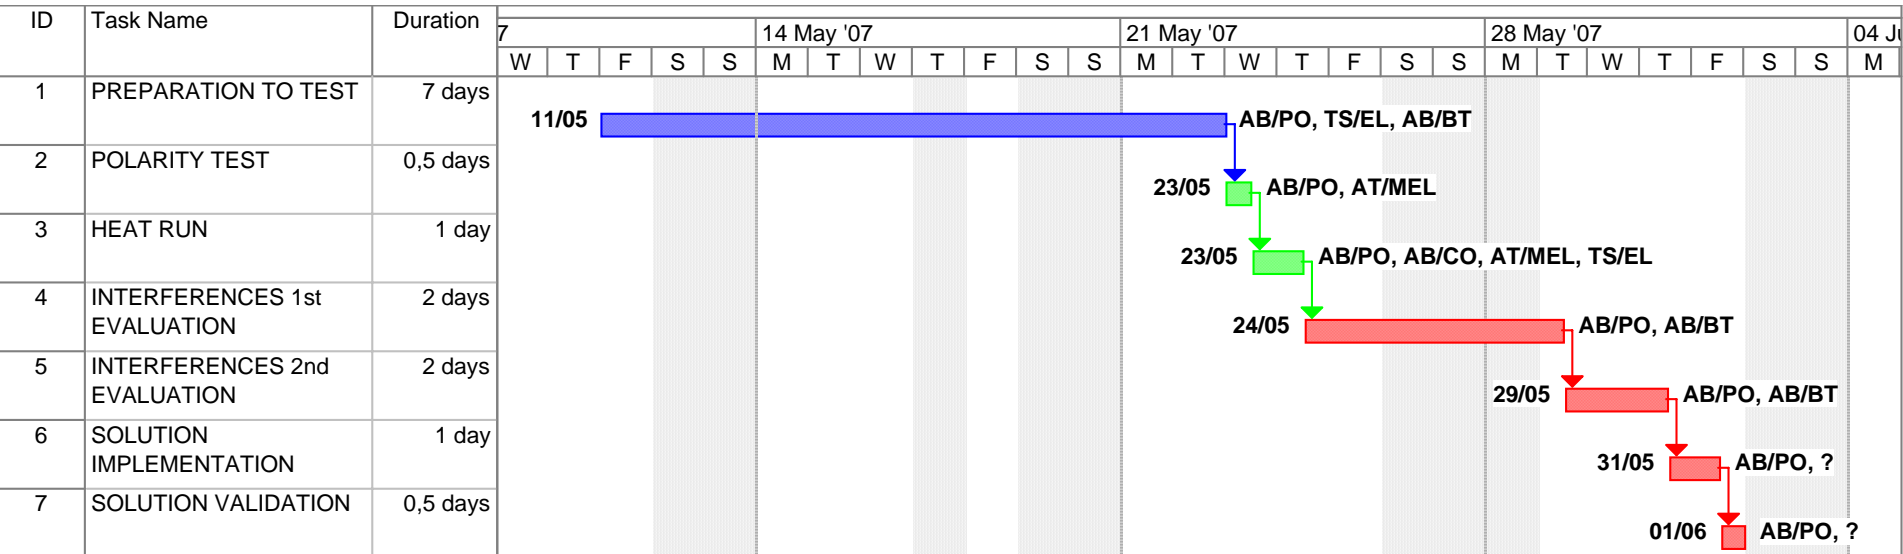 ID Task Name Duration
7 14 May '07 21 May '07 28 May '07 04 Ju
W T F S S M T W T F S S M T W T F S S M T W T F S S M
1 PREPARATION TO TEST 7 days
11/05 AB/PO, TS/EL, AB/BT
2 POLARITY TEST 0,5 days
23/05 AB/PO, AT/MEL
3 HEAT RUN 1 day
23/05 AB/PO, AB/CO, AT/MEL, TS/EL
4 INTERFERENCES 1st 2 days
EVALUATION
24/05 AB/PO, AB/BT
5 INTERFERENCES 2nd 2 days
EVALUATION
29/05 AB/PO, AB/BT
6 SOLUTION 1 day
IMPLEMENTATION
31/05 AB/PO, ?
7 SOLUTION VALIDATION 0,5 days
01/06 AB/PO, ?